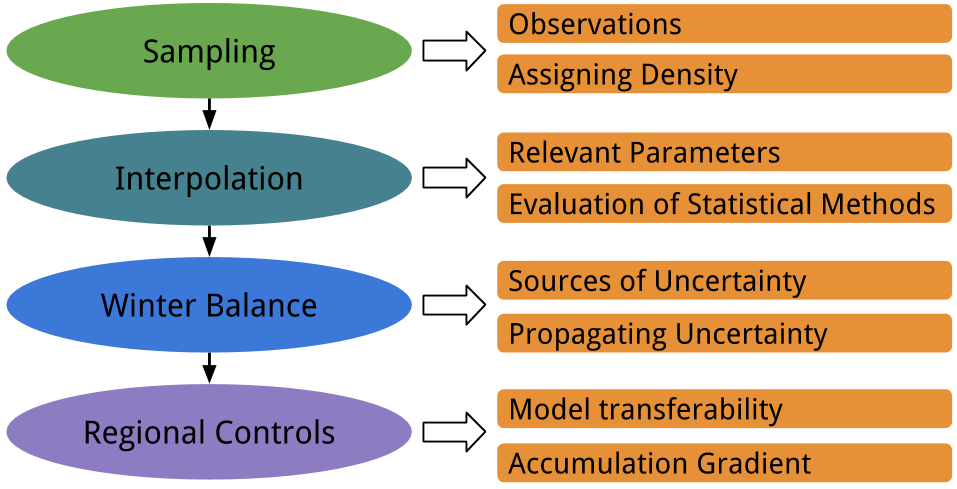 Sampling
Observations
Assigning Density
Interpolation
Relevant Parameters
Evaluation of Statistical Methods
Winter Balance
Sources of Uncertainty
Propagating Uncertainty
Regional Controls
Model transferability
Accumulation Gradient